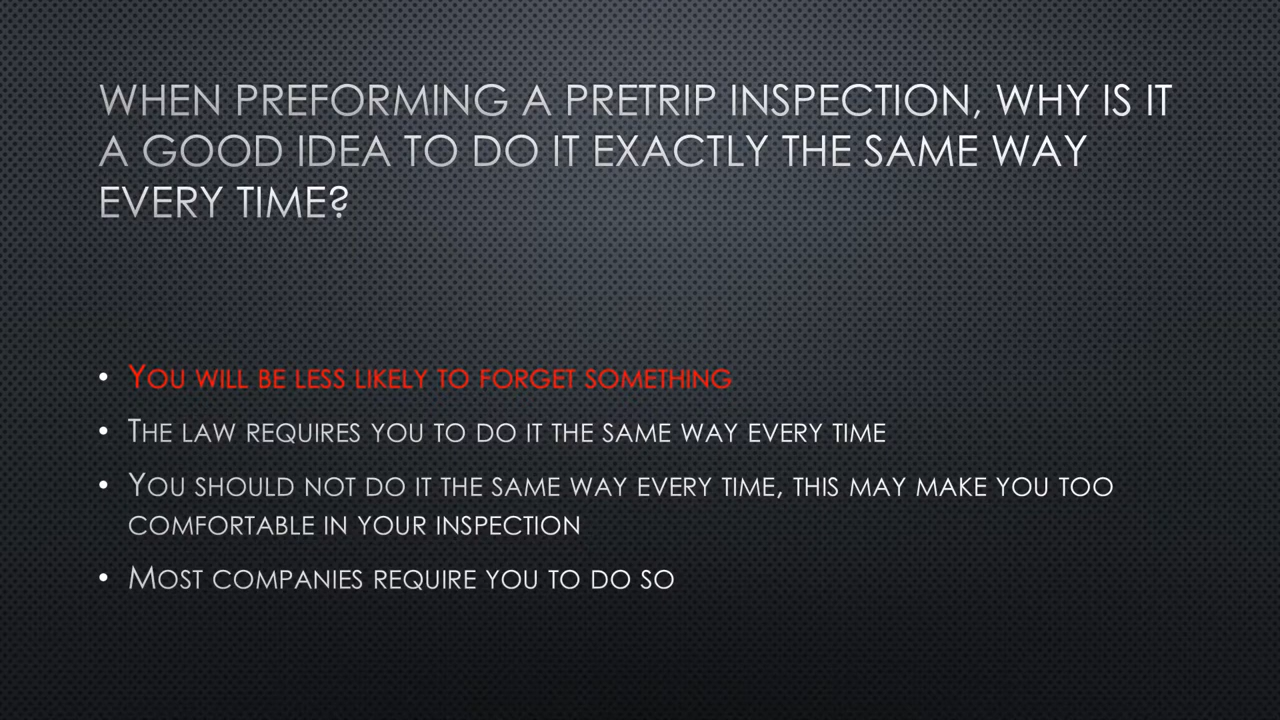 WHEN PREFORMING A PRETRIP INSPECTION, WHY IS IT
A GOOD IDEA TO DO IT EXACTLY THE SAME WAY
EVERY TIME?
• YOU WILL BE LESS LIKELY TO FORGET SOMETHING
• THE LAW REQUIRES YOU TO DO IT THE SAME WAY EVERY TIME
• YOU SHOULD NOT DO IT THE SAME WAY EVERY TIME, THIS MAY MAKE YOU TOO
COMFORTABLE IN YOUR INSPECTION
• MOST COMPANIES REQUIRE YOU TO DO SO